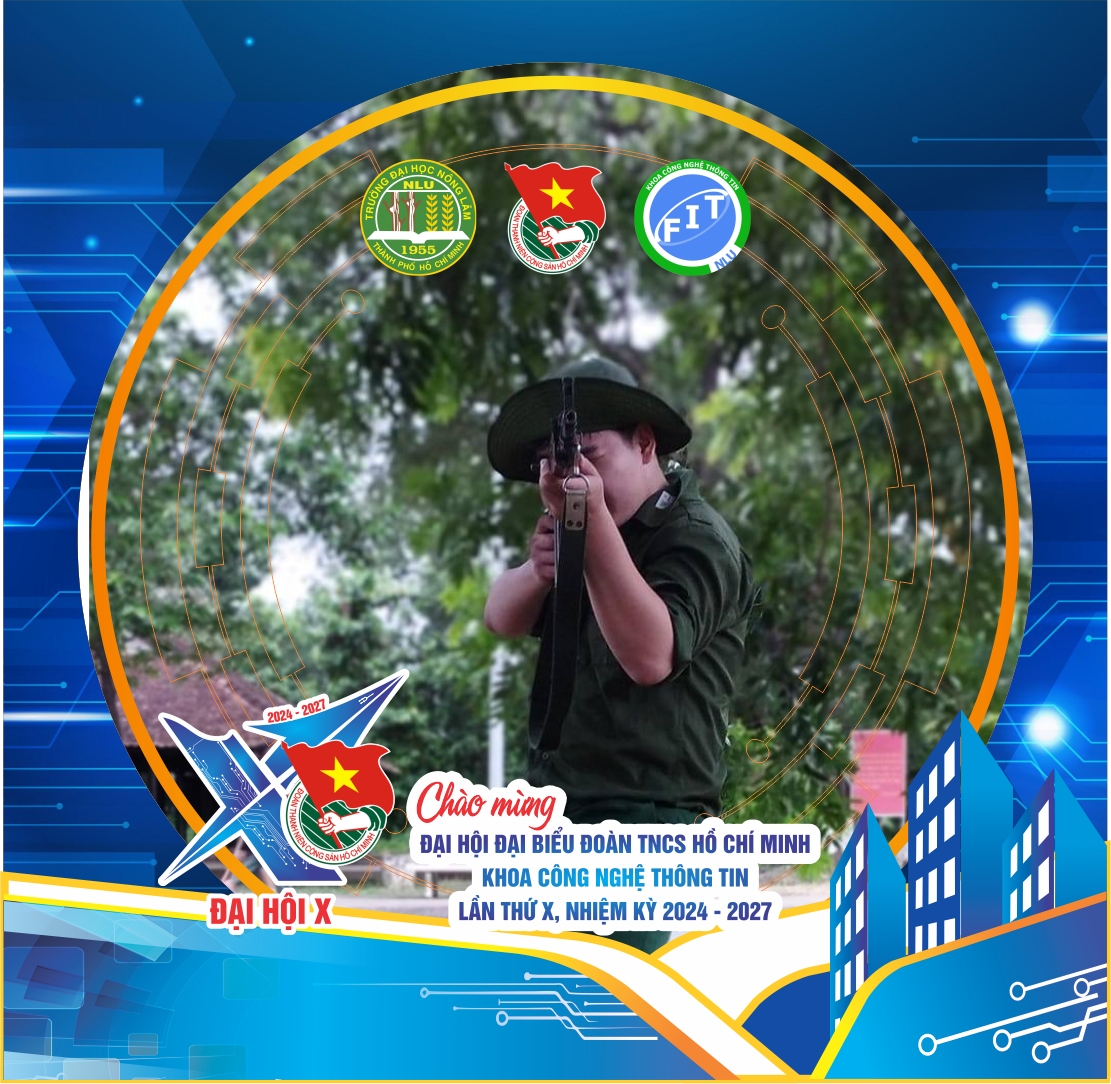 TRƯỜNG ĐẠI HỌC NÔNG LÂM
NLU
1955
THÀNH PHỐ HỒ CHÍ MINH
ĐOÀN THANH NIÊN CỘNG SẢN HỒ CHÍ MINH
KHOA CÔNG NGHỆ THÔNG TIN
FIT
NLU
2024 - 2027
ĐOÀN THANH NIÊN CỘNG SẢN HỒ CHÍ MINH
ĐẠI HỘI X
Chào mừng
ĐẠI HỘI ĐẠI BIỂU ĐOÀN TNCS HỒ CHÍ MINH
KHOA CÔNG NGHỆ THÔNG TIN
LẦN THỨ X, NHIỆM KỲ 2024 - 2027